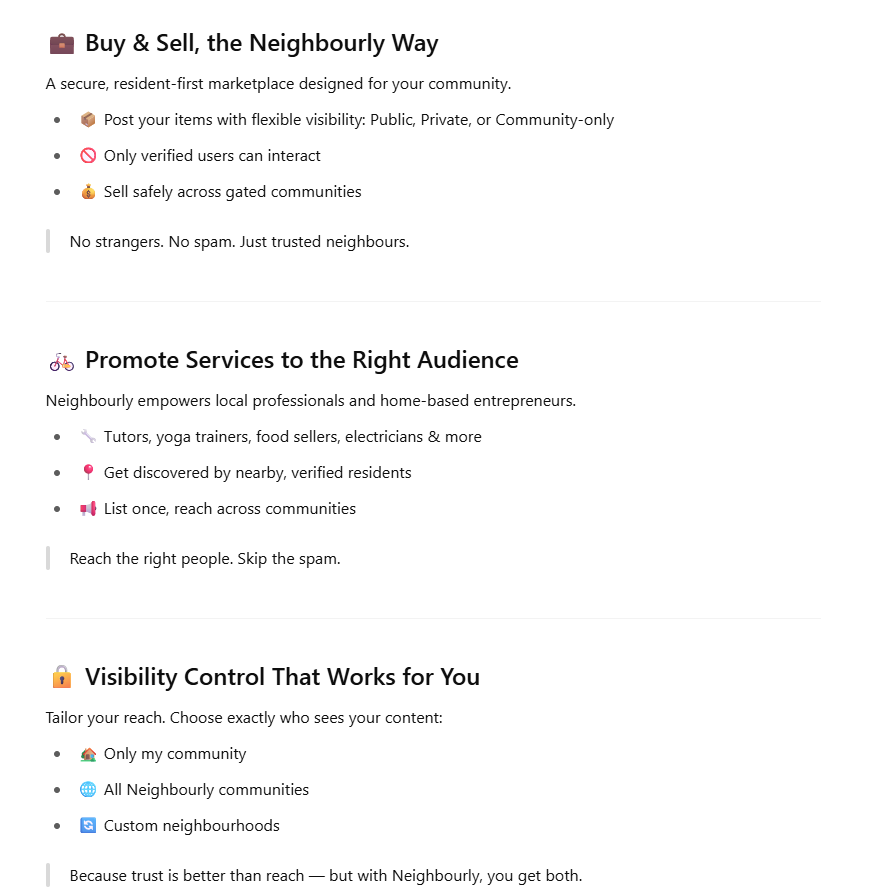 💼 Buy & Sell, the Neighbourly Way
A secure, resident-first marketplace designed for your community.
• 📦 Post your items with flexible visibility: Public, Private, or Community-only
• 🚫 Only verified users can interact
• 💰 Sell safely across gated communities
No strangers. No spam. Just trusted neighbours.
🚲 Promote Services to the Right Audience
Neighbourly empowers local professionals and home-based entrepreneurs.
• 🔧 Tutors, yoga trainers, food sellers, electricians & more
• 📍 Get discovered by nearby, verified residents
• 📢 List once, reach across communities
Reach the right people. Skip the spam.
🔒 Visibility Control That Works for You
Tailor your reach. Choose exactly who sees your content:
• 🏘️ Only my community
• 🌐 All Neighbourly communities
• 🔄 Custom neighbourhoods
Because trust is better than reach — but with Neighbourly, you get both.